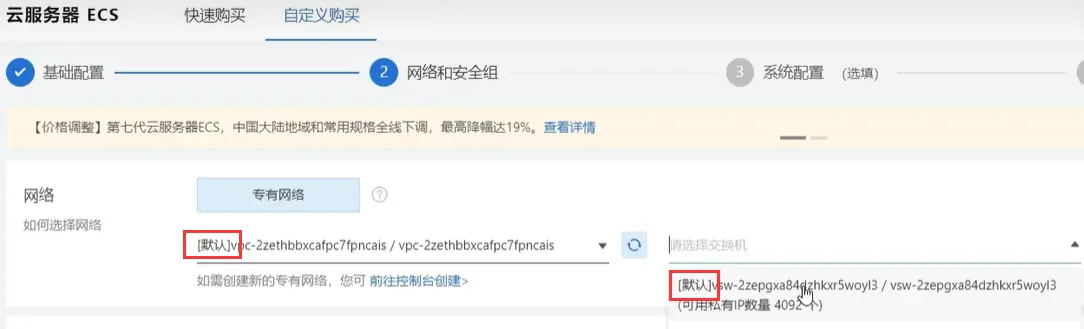 云服务器 ECS 快速购买 自定义购买
基础配置 2 网络和安全组 3 系统配置 (选填)
【价格调整】第七代云服务器ECS，中国大陆地域和常用规格全线下调，最高降幅达19%。查看详情
网络 专有网络 ?
如何选择网络
[默认]vpc-2zethbbxcafpc7fpncais / vpc-2zethbbxcafpc7fpncais 请选择交换机
如需创建新的专有网络，您可 前往控制台创建>
[默认]vsw-2zepgxa84dzhkxr5woyl3 / vsw-2zepgxa84dzhkxr5woyl3
(可用私有IP数量 4092 个)